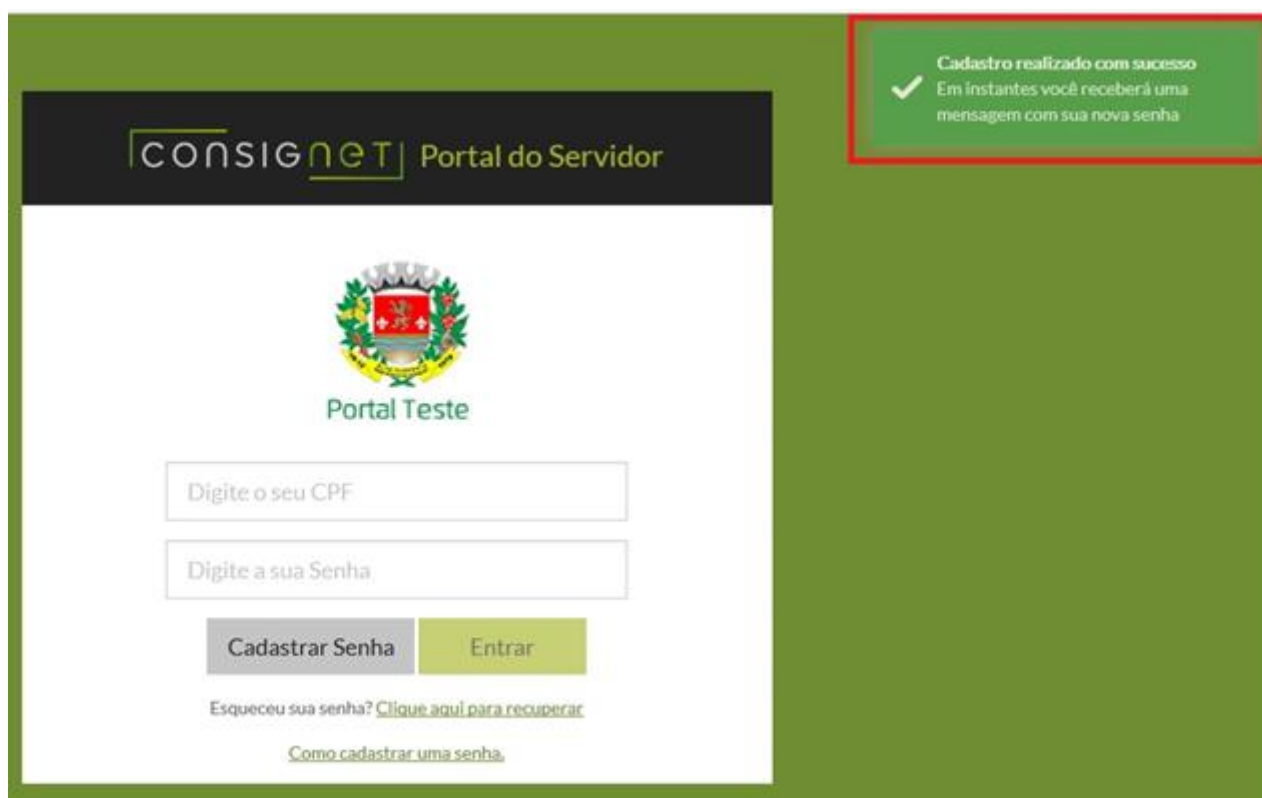 Cadastro realizado com sucesso
Em instantes você receberá uma
mensagem com sua nova senha
consignet Portal do Servidor
Portal Teste
Digite o seu CPF
Digite a sua Senha
Cadastrar Senha
Entrar
Esqueceu sua senha? Clique aqui para recuperar
Como cadastrar uma senha.